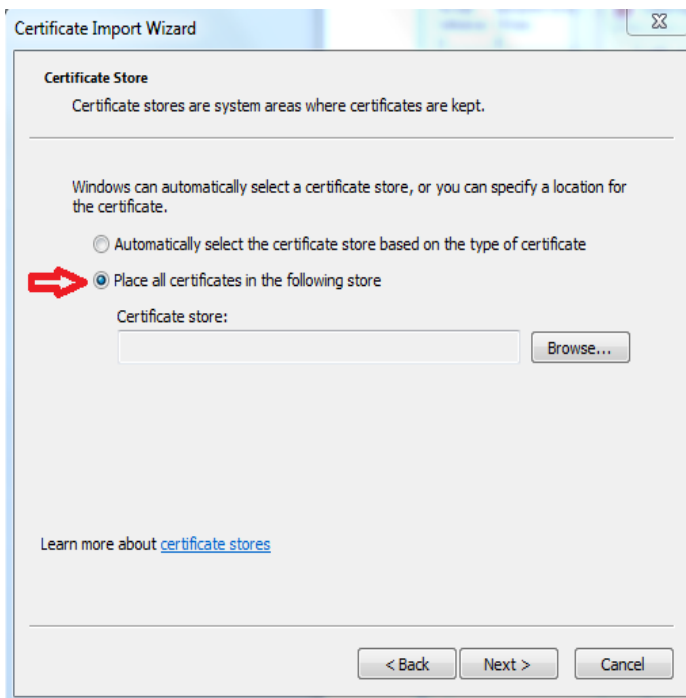 Certificate Import Wizard
Certificate Store
Certificate stores are system areas where certificates are kept.
Windows can automatically select a certificate store, or you can specify a location for
the certificate.
Automatically select the certificate store based on the type of certificate
Place all certificates in the following store
Certificate store:
Browse...
Learn more about certificate stores
< Back
Next >
Cancel